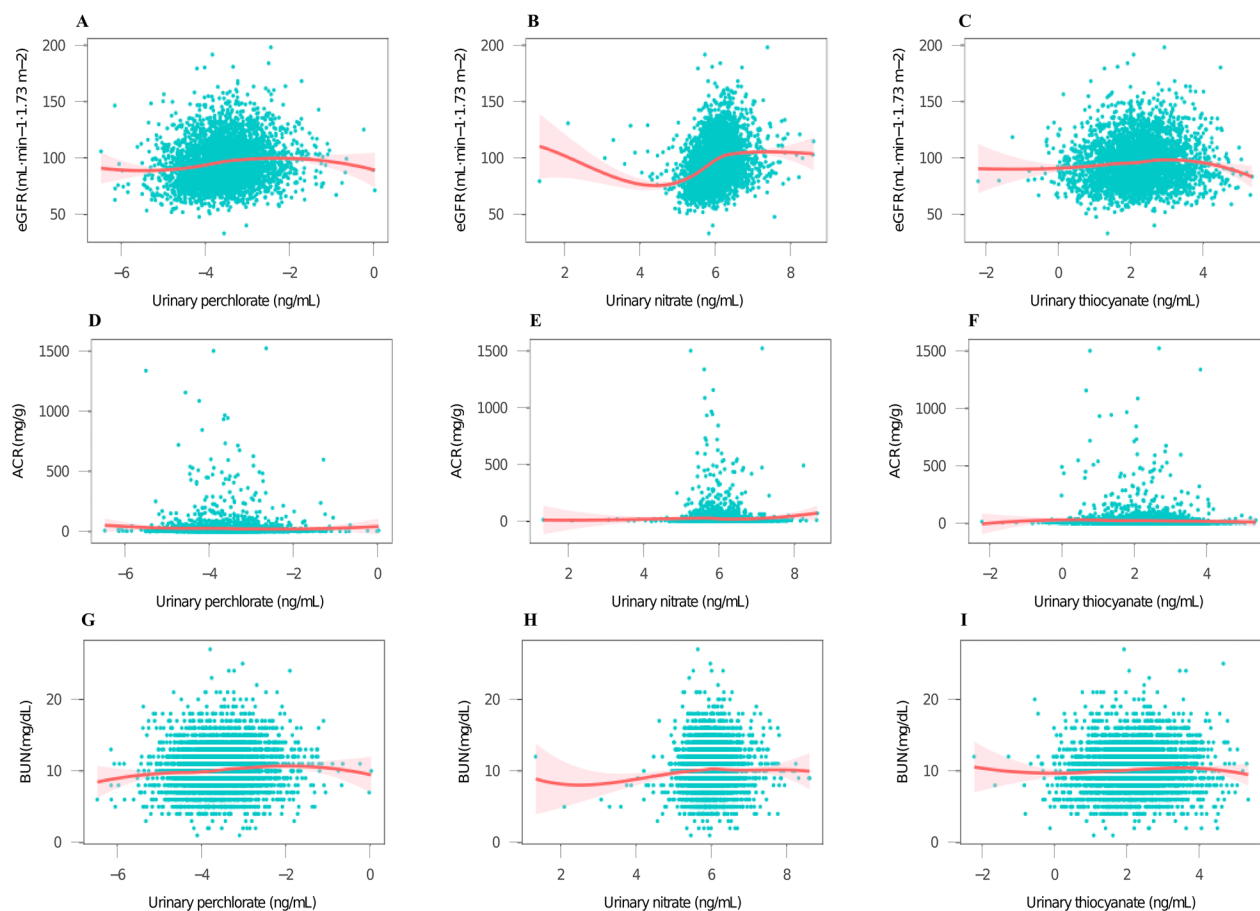 A B C
eGFR(mL·min−1·1.73 m−2) eGFR(mL·min−1·1.73 m−2) eGFR(mL·min−1·1.73 m−2)
200 200 200
150 150 150
100 100 100
50 50 50
−6 −4 −2 0 2 4 6 8 −2 0 2 4
Urinary perchlorate (ng/mL) Urinary nitrate (ng/mL) Urinary thiocyanate (ng/mL)
D E F
ACR(mg/g) ACR(mg/g) ACR(mg/g)
1500 1500 1500
1000 1000 1000
500 500 500
0 0 0
−6 −4 −2 0 2 4 6 8 −2 0 2 4
Urinary perchlorate (ng/mL) Urinary nitrate (ng/mL) Urinary thiocyanate (ng/mL)
G H I
BUN(mg/dL) BUN(mg/dL) BUN(mg/dL)
20 20 20
10 10 10
0 0 0
−6 −4 −2 0 2 4 6 8 −2 0 2 4
Urinary perchlorate (ng/mL) Urinary nitrate (ng/mL) Urinary thiocyanate (ng/mL)